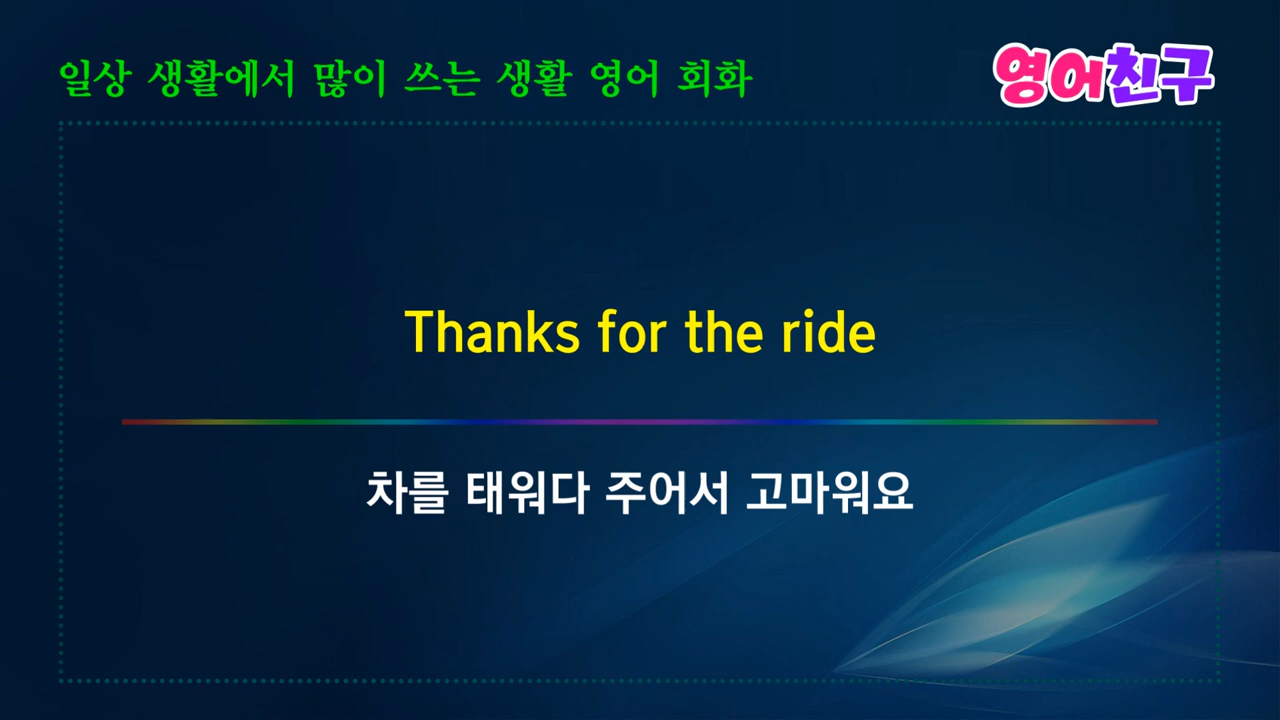 일상 생활에서 많이 쓰는 생활 영어 회화
영어친구
Thanks for the ride
차를 태워다 주어서 고마워요